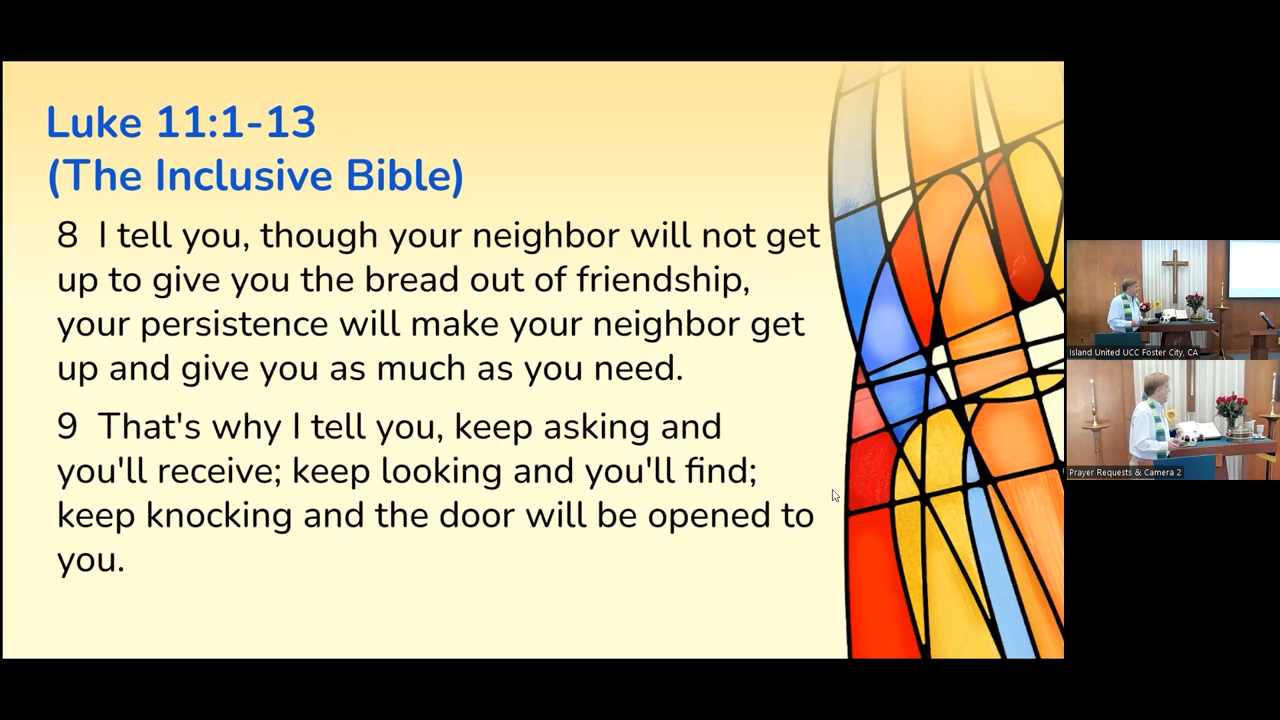 Luke 11:1-13
(The Inclusive Bible)
8 I tell you, though your neighbor will not get
up to give you the bread out of friendship,
your persistence will make your neighbor get
up and give you as much as you need.
9 That's why I tell you, keep asking and
you'll receive; keep looking and you'll find;
keep knocking and the door will be opened to
you.
Island United UCC Foster City, CA
Prayer Requests & Camera 2